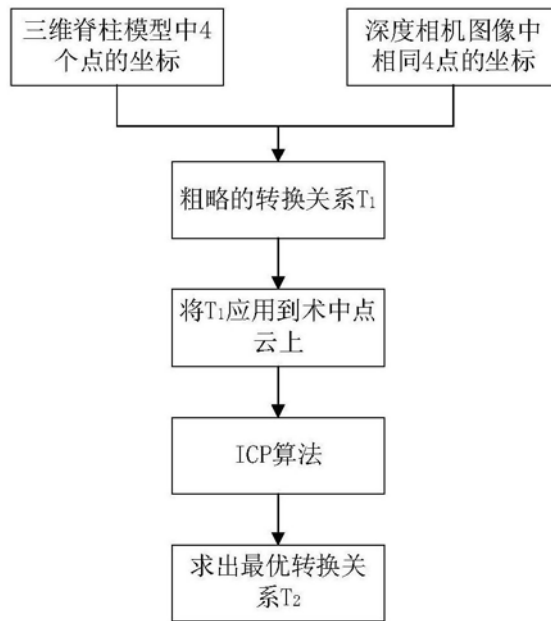 三维脊柱模型中4
个点的坐标
深度相机图像中
相同4点的坐标
粗略的转换关系T₁
将T₁应用到术中点
云上
ICP算法
求出最优转换关
系T₂